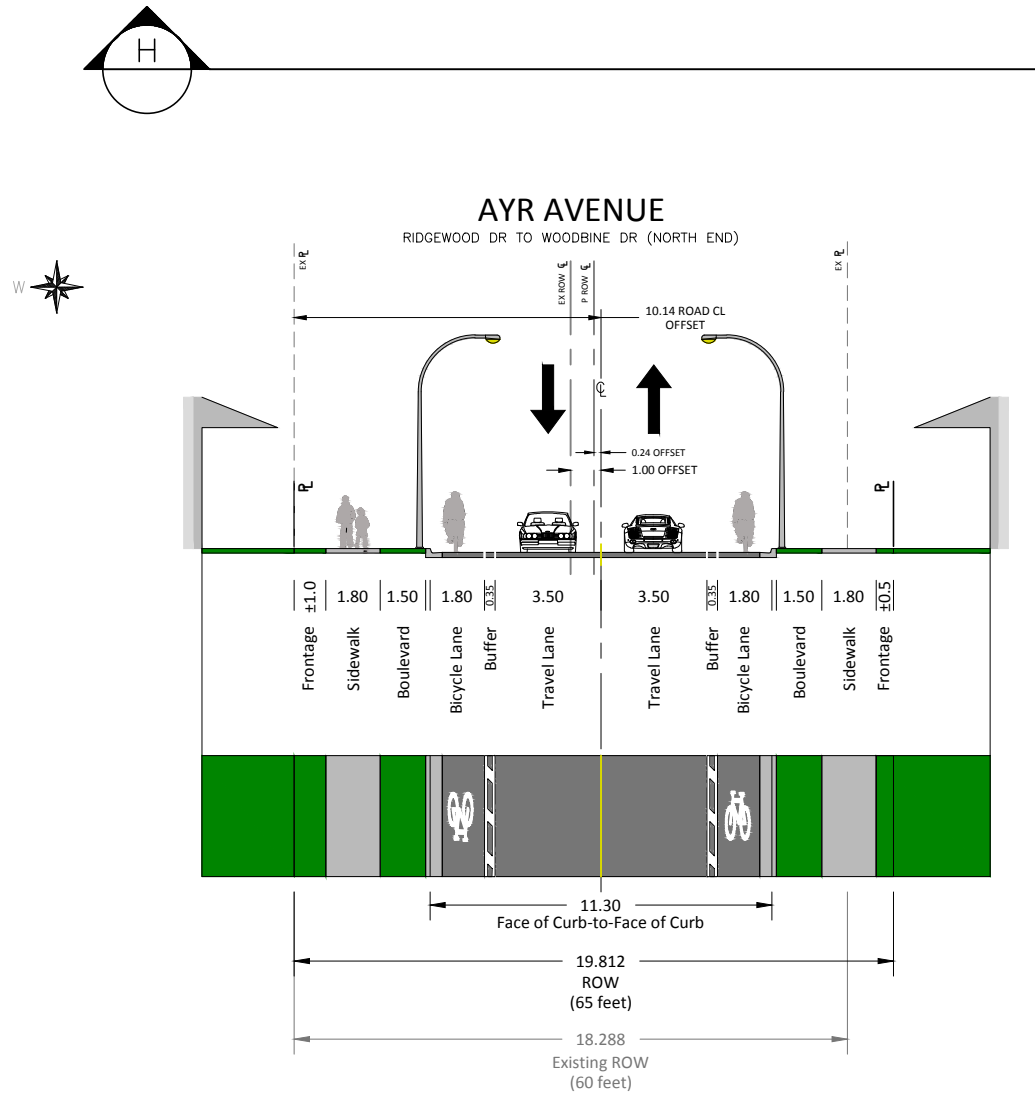 H
AYR AVENUE
RIDGEWOOD DR TO WOODBINE DR (NORTH END)
W
EX ℄ PL
EX ROW ℄
P ROW ℄
EX PL
10.14 ROAD CL
OFFSET
℄
0.24 OFFSET
1.00 OFFSET
PL
PL
±1.0
1.80
1.50
1.80
0.35
3.50
3.50
0.35
1.80
1.50
1.80
±0.5
Frontage
Sidewalk
Boulevard
Bicycle Lane
Buffer
Travel Lane
Travel Lane
Buffer
Bicycle Lane
Boulevard
Sidewalk
Frontage
11.30
Face of Curb-to-Face of Curb
19.812
ROW
(65 feet)
18.288
Existing ROW
(60 feet)